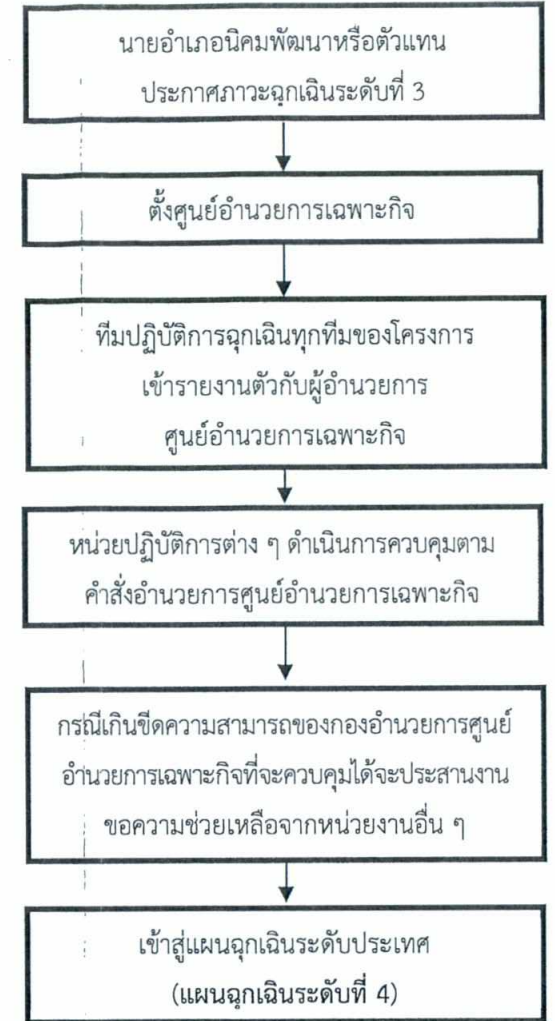 นายอำเภอนิคมพัฒนาหรือตัวแทน
ประกาศภาวะฉุกเฉินระดับที่ 3
ตั้งศูนย์อำนวยการเฉพาะกิจ
ทีมปฏิบัติการฉุกเฉินทุกทีมของโครงการ
เข้ารายงานตัวกับผู้อำนวยการ
ศูนย์อำนวยการเฉพาะกิจ
หน่วยปฏิบัติการต่าง ๆ ดำเนินการควบคุมตาม
คำสั่งอำนวยการศูนย์อำนวยการเฉพาะกิจ
กรณีเกินขีดความสามารถของกองอำนวยการศูนย์
อำนวยการเฉพาะกิจที่จะควบคุมได้จะประสานงาน
ขอความช่วยเหลือจากหน่วยงานอื่น ๆ
เข้าสู่แผนฉุกเฉินระดับประเทศ
(แผนฉุกเฉินระดับที่ 4)